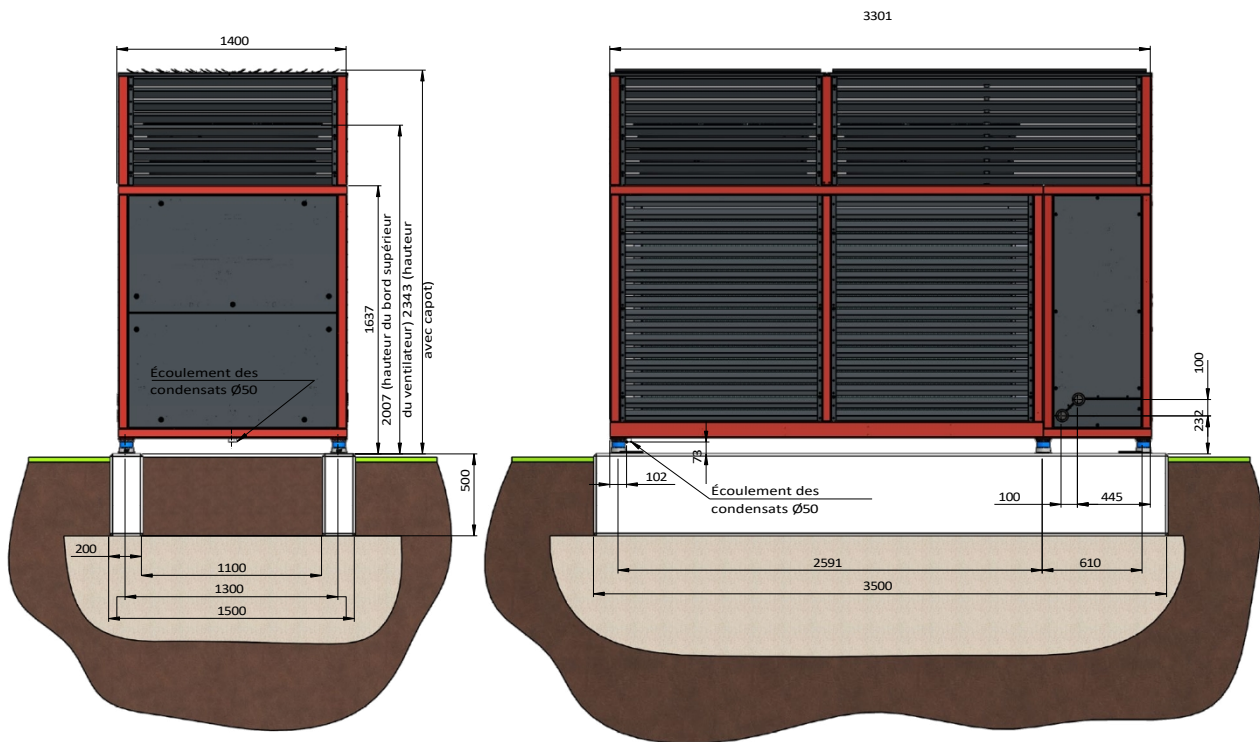 3301
1400
1637
2007 (hauteur du bord supérieur
du ventilateur) 2343 (hauteur
avec capot)
Écoulement des
condensats Ø50
500
200
1100
1300
1500
100
232
73
102
Écoulement des
condensats Ø50
100
445
2591
610
3500